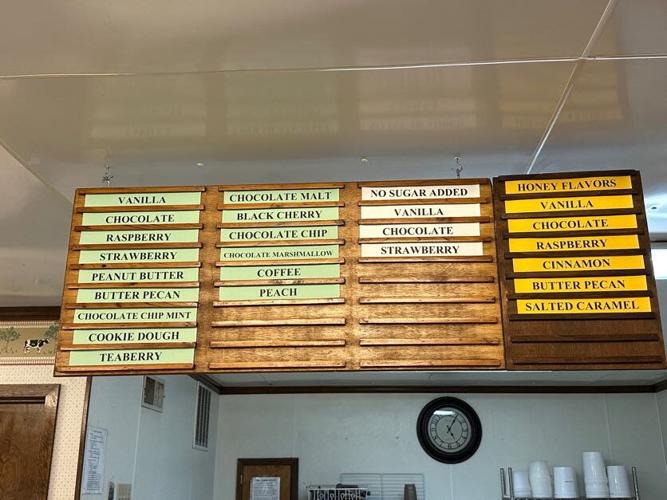 VANILLA
CHOCOLATE
RASPBERRY
STRAWBERRY
PEANUT BUTTER
BUTTER PECAN
CHOCOLATE CHIP MINT
COOKIE DOUGH
TEABERRY
CHOCOLATE MALT
BLACK CHERRY
CHOCOLATE CHIP
CHOCOLATE MARSHMALLOW
COFFEE
PEACH
NO SUGAR ADDED
VANILLA
CHOCOLATE
STRAWBERRY
HONEY FLAVORS
VANILLA
CHOCOLATE
RASPBERRY
CINNAMON
BUTTER PECAN
SALTED CARAMEL